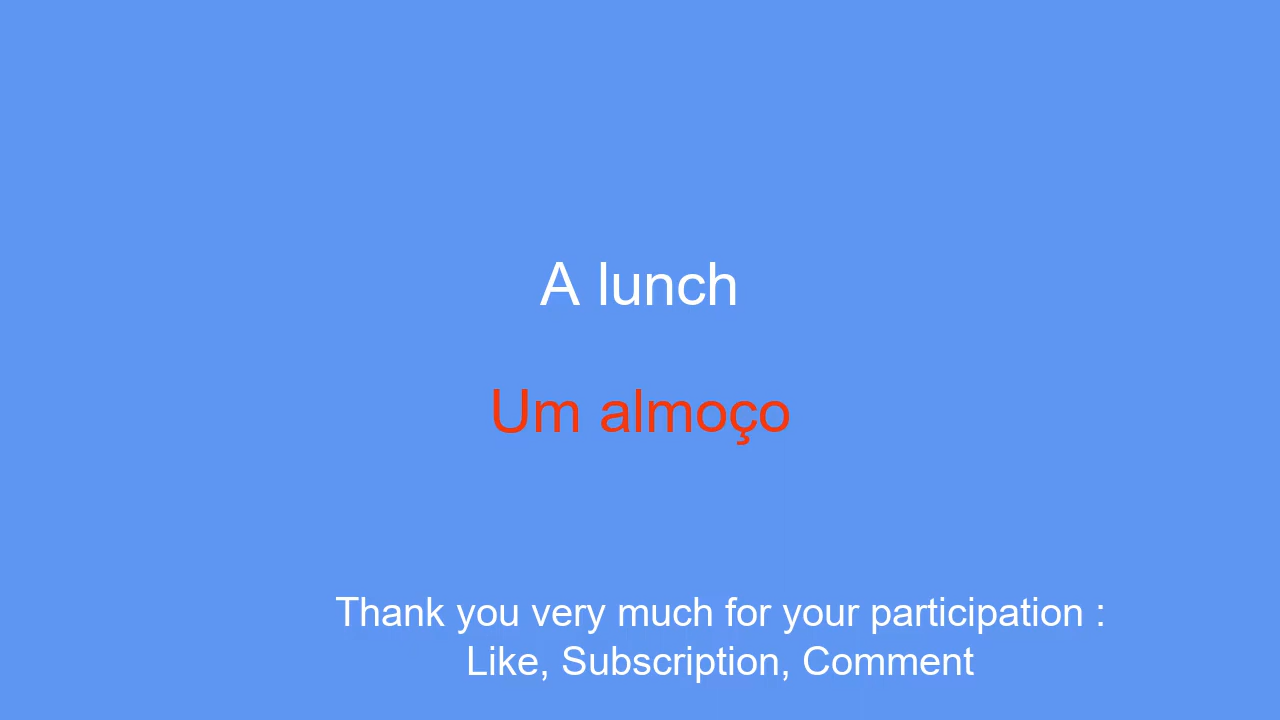 A lunch
Um almoço
Thank you very much for your participation :
Like, Subscription, Comment